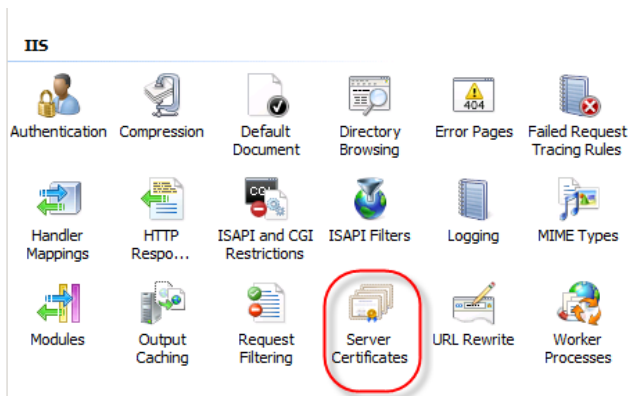 IIS
Authentication
Compression
Default
Document
Directory
Browsing
404
Error Pages
Failed Request
Tracing Rules
Handler
Mappings
HTTP
Respo...
CGI
ISAPI and CGI
Restrictions
ISAPI Filters
Logging
MIME Types
Modules
Output
Caching
Request
Filtering
Server
Certificates
URL Rewrite
Worker
Processes